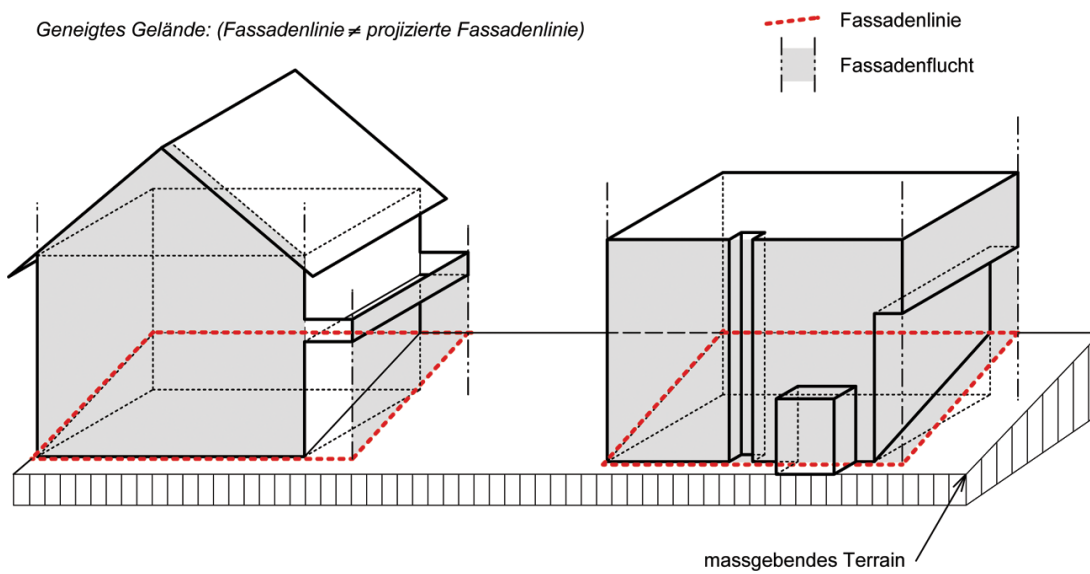 Geneigtes Gelände: (Fassadenlinie ≠ projizierte Fassadenlinie)
Fassadenlinie
Fassadenflucht
massgebendes Terrain